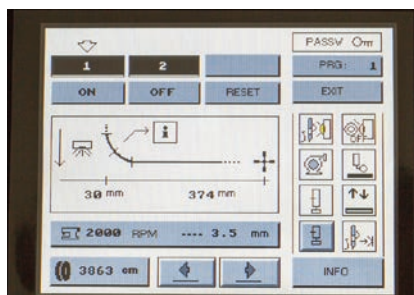 PASSW
1 2
PRG: 1
ON OFF RESET EXIT
i
OFF
30 mm 374 mm
2000 RPM ---- 3.5 mm
3863 cm
INFO